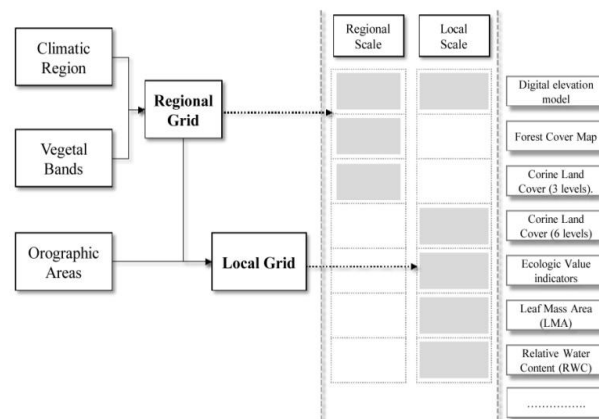 Climatic
Region
Vegetal
Bands
Orographic
Areas
Regional
Grid
Local Grid
Regional
Scale
Local
Scale
Digital elevation
model
Forest Cover Map
Corine Land
Cover (3 levels).
Corine Land
Cover (6 levels)
Ecologic Value
indicators
Leaf Mass Area
(LMA)
Relative Water
Content (RWC)
................